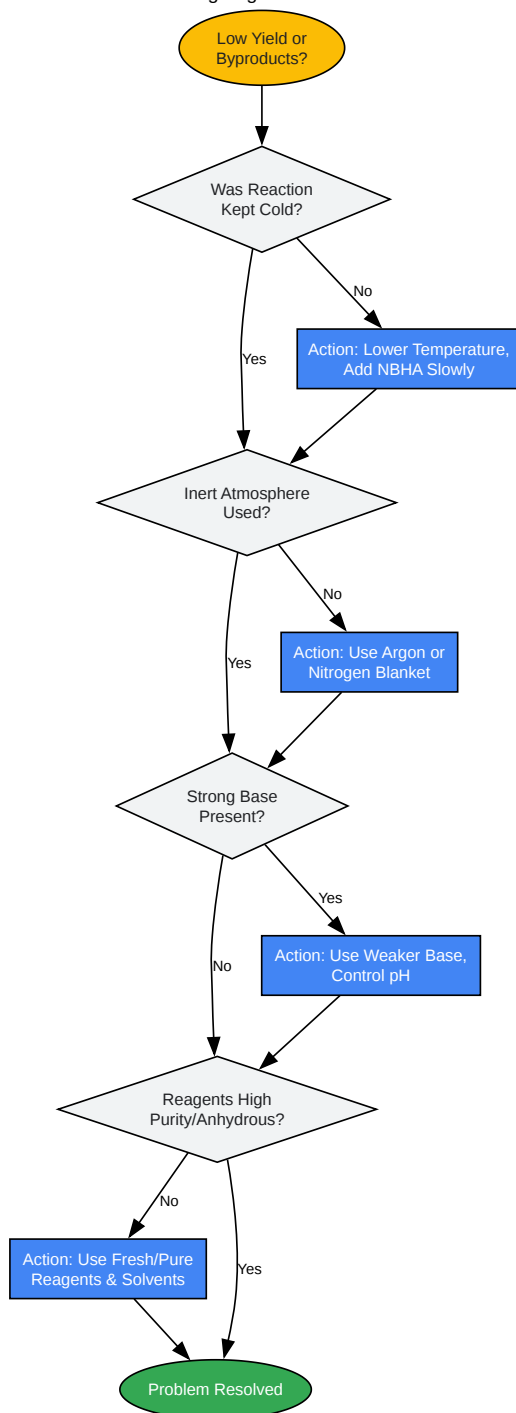 Low Yield or
Byproducts?
Was Reaction
Kept Cold?
No
Action: Lower Temperature,
Add NBHA Slowly
Yes
Inert Atmosphere
Used?
No
Action: Use Argon or
Nitrogen Blanket
Yes
Strong Base
Present?
Yes
Action: Use Weaker Base,
Control pH
No
Reagents High
Purity/Anhydrous?
No
Action: Use Fresh/Pure
Reagents & Solvents
Yes
Problem Resolved